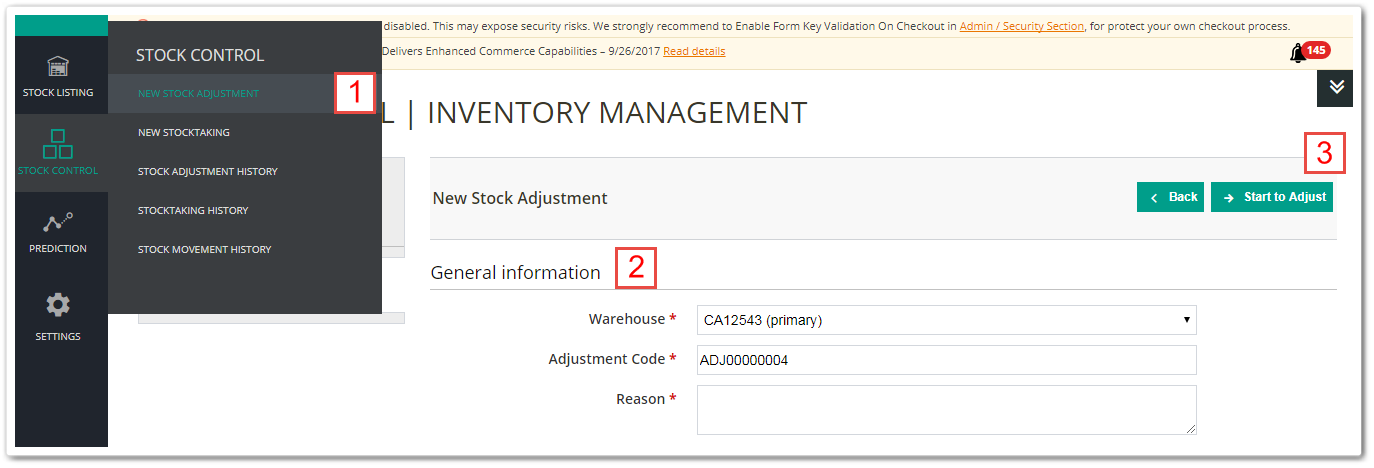 disabled. This may expose security risks. We strongly recommend to Enable Form Key Validation On Checkout in Admin / Security Section, for protect your own checkout process.
Delivers Enhanced Commerce Capabilities – 9/26/2017 Read details
145
STOCK LISTING
STOCK CONTROL
PREDICTION
SETTINGS
STOCK CONTROL
NEW STOCK ADJUSTMENT
1
NEW STOCKTAKING
STOCK ADJUSTMENT HISTORY
STOCKTAKING HISTORY
STOCK MOVEMENT HISTORY
L | INVENTORY MANAGEMENT
3
New Stock Adjustment
Back
Start to Adjust
General information
2
Warehouse *
CA12543 (primary)
Adjustment Code *
ADJ00000004
Reason *